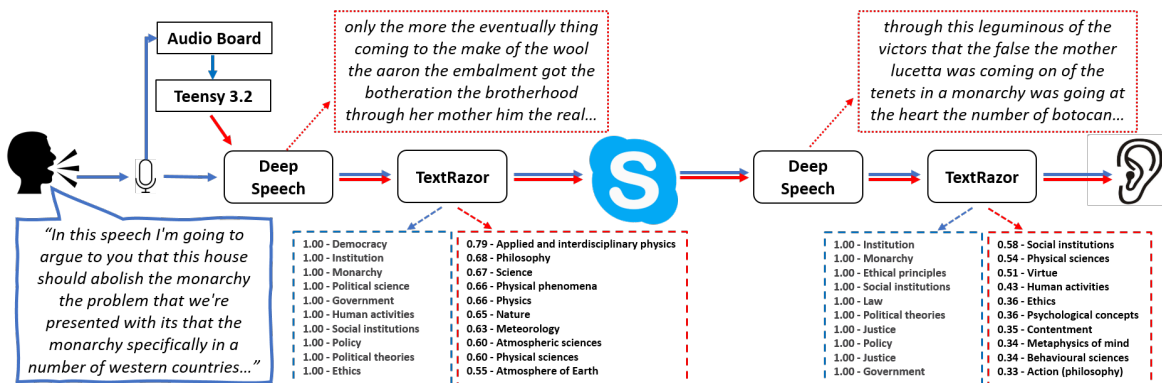 Audio Board
Teensy 3.2
only the more the eventually thing
coming to the make of the wool
the aaron the embalment got the
botheration the brotherhood
through her mother him the real...
through this leguminous of the
victors that the false the mother
lucetta was coming on of the
tenets in a monarchy was going at
the heart the number of botocan...
Deep
Speech
TextRazor
S
Deep
Speech
TextRazor
“In this speech I'm going to
argue to you that this house
should abolish the monarchy
the problem that we're
presented with its that the
monarchy specifically in a
number of western countries...”
1.00 - Democracy
1.00 - Institution
1.00 - Monarchy
1.00 - Political science
1.00 - Government
1.00 - Human activities
1.00 - Social institutions
1.00 - Policy
1.00 - Political theories
1.00 - Ethics
0.79 - Applied and interdisciplinary physics
0.68 - Philosophy
0.67 - Science
0.66 - Physical phenomena
0.66 - Physics
0.65 - Nature
0.63 - Meteorology
0.60 - Atmospheric sciences
0.60 - Physical sciences
0.55 - Atmosphere of Earth
1.00 - Institution
1.00 - Monarchy
1.00 - Ethical principles
1.00 - Social institutions
1.00 - Law
1.00 - Political theories
1.00 - Justice
1.00 - Policy
1.00 - Justice
1.00 - Government
0.58 - Social institutions
0.54 - Physical sciences
0.51 - Virtue
0.43 - Human activities
0.36 - Ethics
0.36 - Psychological concepts
0.35 - Contentment
0.34 - Metaphysics of mind
0.34 - Behavioural sciences
0.33 - Action (philosophy)